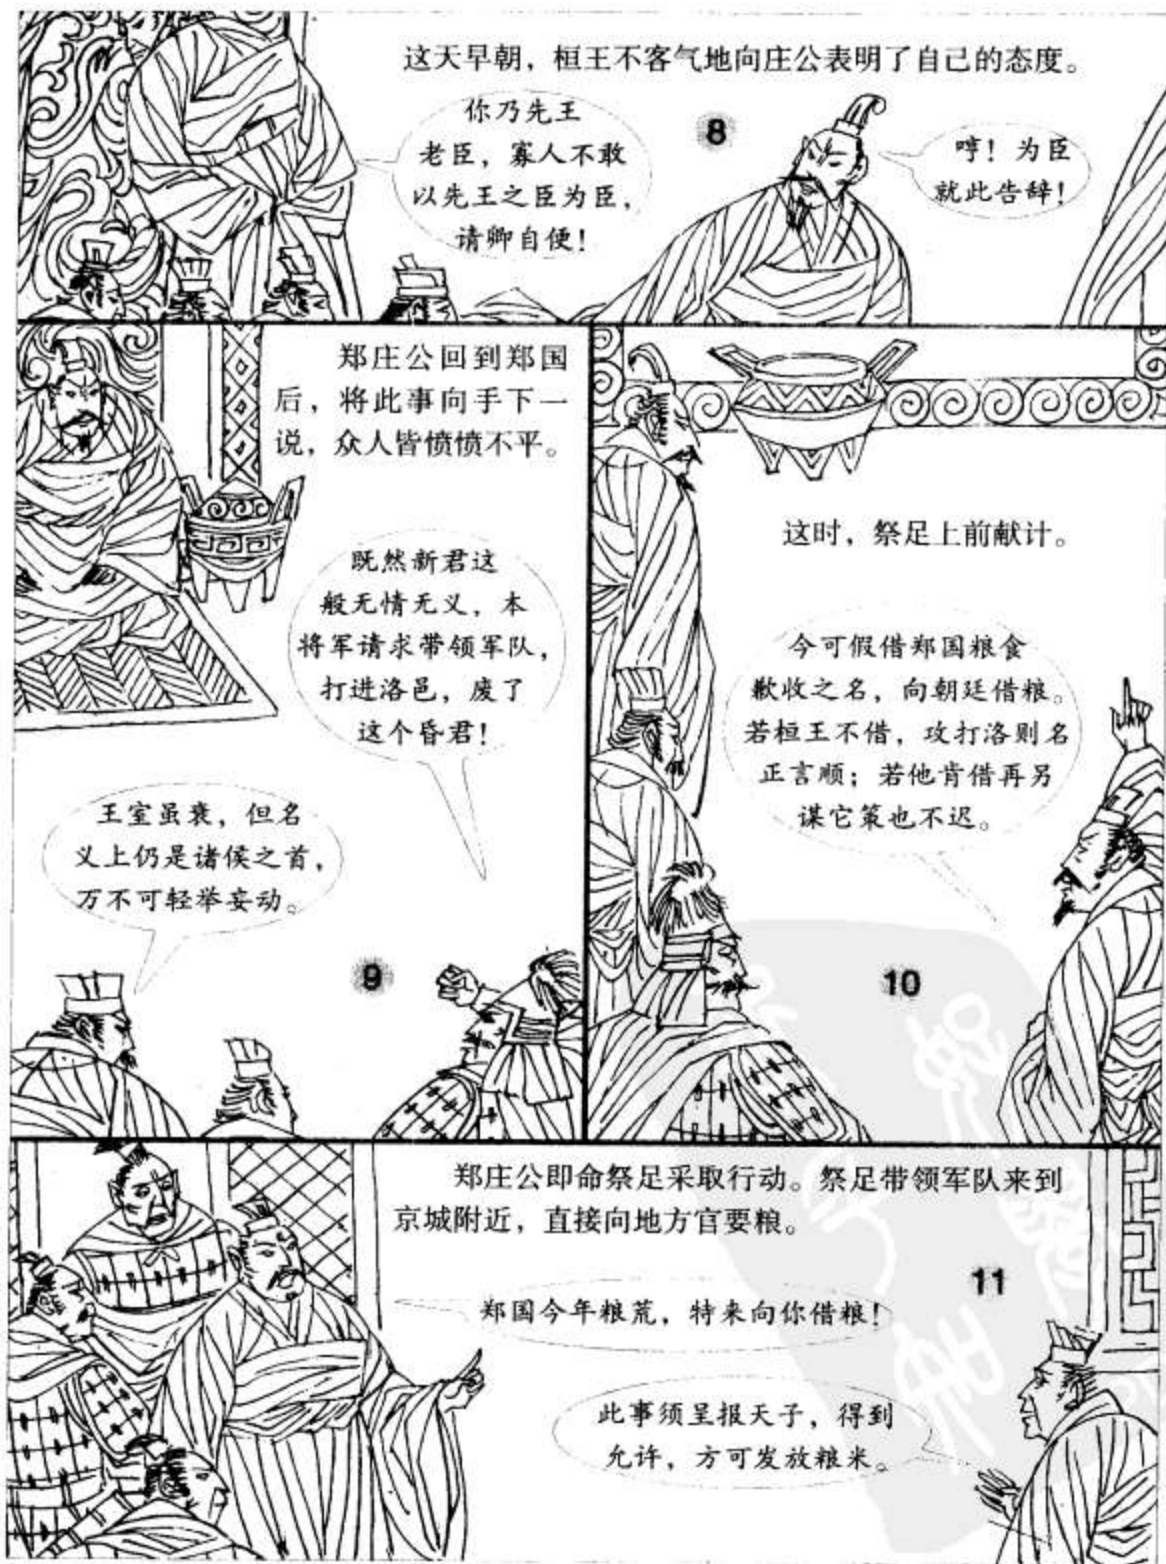 这天早朝，桓王不客气地向庄公表明了自己的态度。
你乃先王
老臣，寡人不敢
以先王之臣为臣，
请卿自便！
8
哼！为臣
就此告辞！
郑庄公回到郑国
后，将此事向手下一
说，众人皆愤愤不平。
既然新君这
般无情无义，本
将军请求带领军队，
打进洛邑，废了
这个昏君！
王室虽衰，但名
义上仍是诸侯之首，
万不可轻举妄动。
9
这时，祭足上前献计。
今可假借郑国粮食
歉收之名，向朝廷借粮。
若桓王不借，攻打洛则名
正言顺；若他肯借再另
谋它策也不迟。
10
郑庄公即命祭足采取行动。祭足带领军队来到
京城附近，直接向地方官要粮。
11
郑国今年粮荒，特来向你借粮！
此事须呈报天子，得到
允许，方可发放粮米。